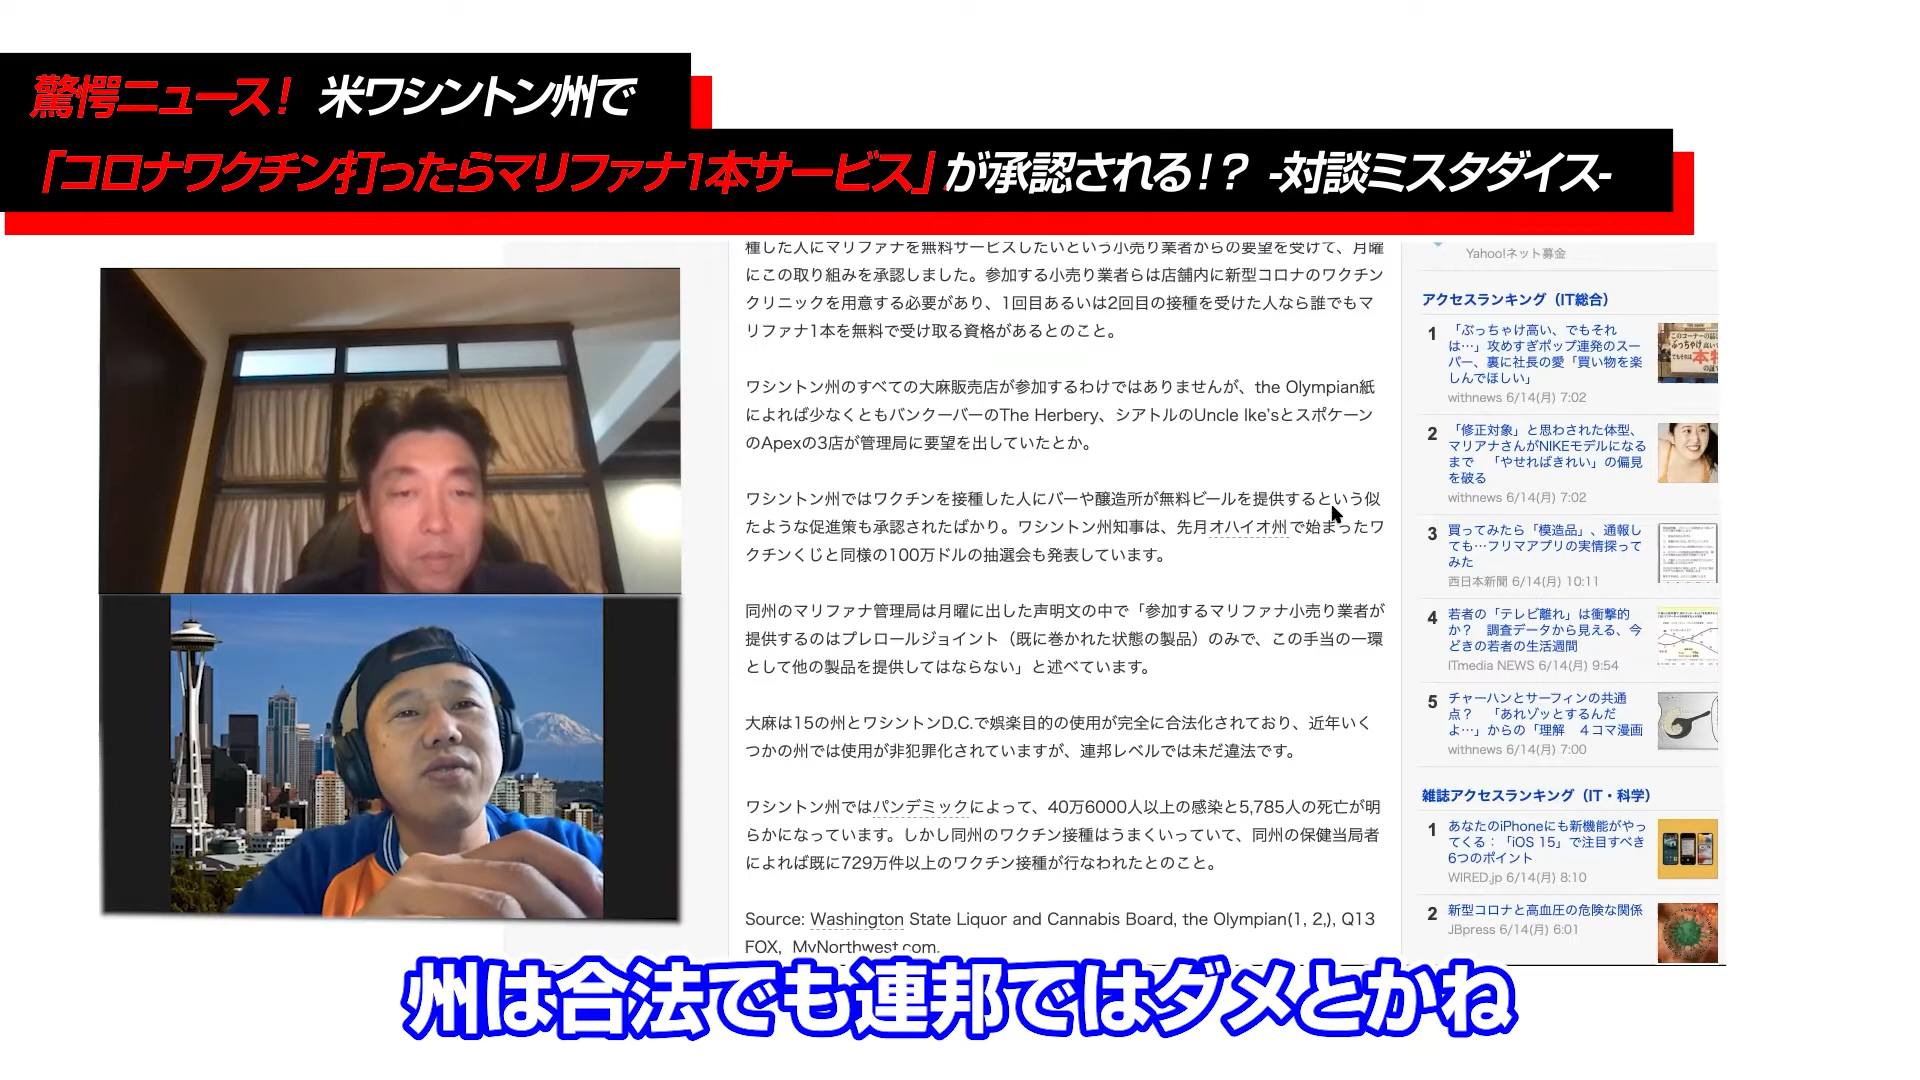 驚愕ニュース! 米ワシントン州で
「コロナワクチン打ったらマリファナ1本サービス」が承認される!? -対談ミスタダイス-
種した人にマリファナを無料サービスしたいという小売り業者からの要望を受けて、月曜
にこの取り組みを承認しました。参加する小売り業者らは店舗内に新型コロナのワクチン
クリニックを用意する必要があり、1回目あるいは2回目の接種を受けた人なら誰でもマ
リファナ1本を無料で受け取る資格があるとのこと。
ワシントン州のすべての大麻販売店が参加するわけではありませんが、the Olympian紙
によれば少なくともバンクーバーのThe Herbery、シアトルのUncle Ike'sとスポケーン
のApexの3店が管理局に要望を出していたとか。
ワシントン州ではワクチンを接種した人にバーや醸造所が無料ビールを提供するという似
たような促進策も承認されたばかり。ワシントン州知事は、先月オハイオ州で始まったワ
クチンくじと同様の100万ドルの抽選会も発表しています。
同州のマリファナ管理局は月曜に出した声明文の中で「参加するマリファナ小売り業者が
提供するのはプレロールジョイント（既に巻かれた状態の製品）のみで、この手当の一環
として他の製品を提供してはならない」と述べています。
大麻は15の州とワシントンD.C.で娯楽目的の使用が完全に合法化されており、近年いく
つかの州では使用が非犯罪化されていますが、連邦レベルでは未だ違法です。
ワシントン州ではパンデミックによって、40万6000人以上の感染と5,785人の死亡が明
らかになっています。しかし同州のワクチン接種はうまくいっていて、同州の保健当局者
によれば既に729万件以上のワクチン接種が行なわれたとのこと。
Source: Washington State Liquor and Cannabis Board, the Olympian(1, 2,), Q13
FOX, MyNorthwest.com.
Yahoo!ネット募金
アクセスランキング（IT総合）
1 「ぶっちゃけ高い、でもそれ
は…」攻めすぎポップ連発のスー
パー、裏に社長の愛「買い物を楽
しんでほしい」
withnews 6/14(月) 7:02
2 「修正対象」と思わされた体型、
マリアナさんがNIKEモデルになる
まで 「やせればきれい」の偏見
を破る
withnews 6/14(月) 7:02
3 買ってみたら「模造品」、通報し
ても…フリマアプリの実情探って
みた
西日本新聞 6/14(月) 10:11
4 若者の「テレビ離れ」は衝撃的
か？ 調査データから見える、今
どきの若者の生活週間
ITmedia NEWS 6/14(月) 9:54
5 チャーハンとサーフィンの共通
点？ 「あれゾッとするんだ
よ…」からの「理解 ４コマ漫画
withnews 6/14(月) 7:00
雑誌アクセスランキング（IT・科学）
1 あなたのiPhoneにも新機能がやっ
てくる：「iOS 15」で注目すべき
6つのポイント
WIRED.jp 6/14(月) 8:10
2 新型コロナと高血圧の危険な関係
JBpress 6/14(月) 6:01
州は合法でも連邦ではダメとかね